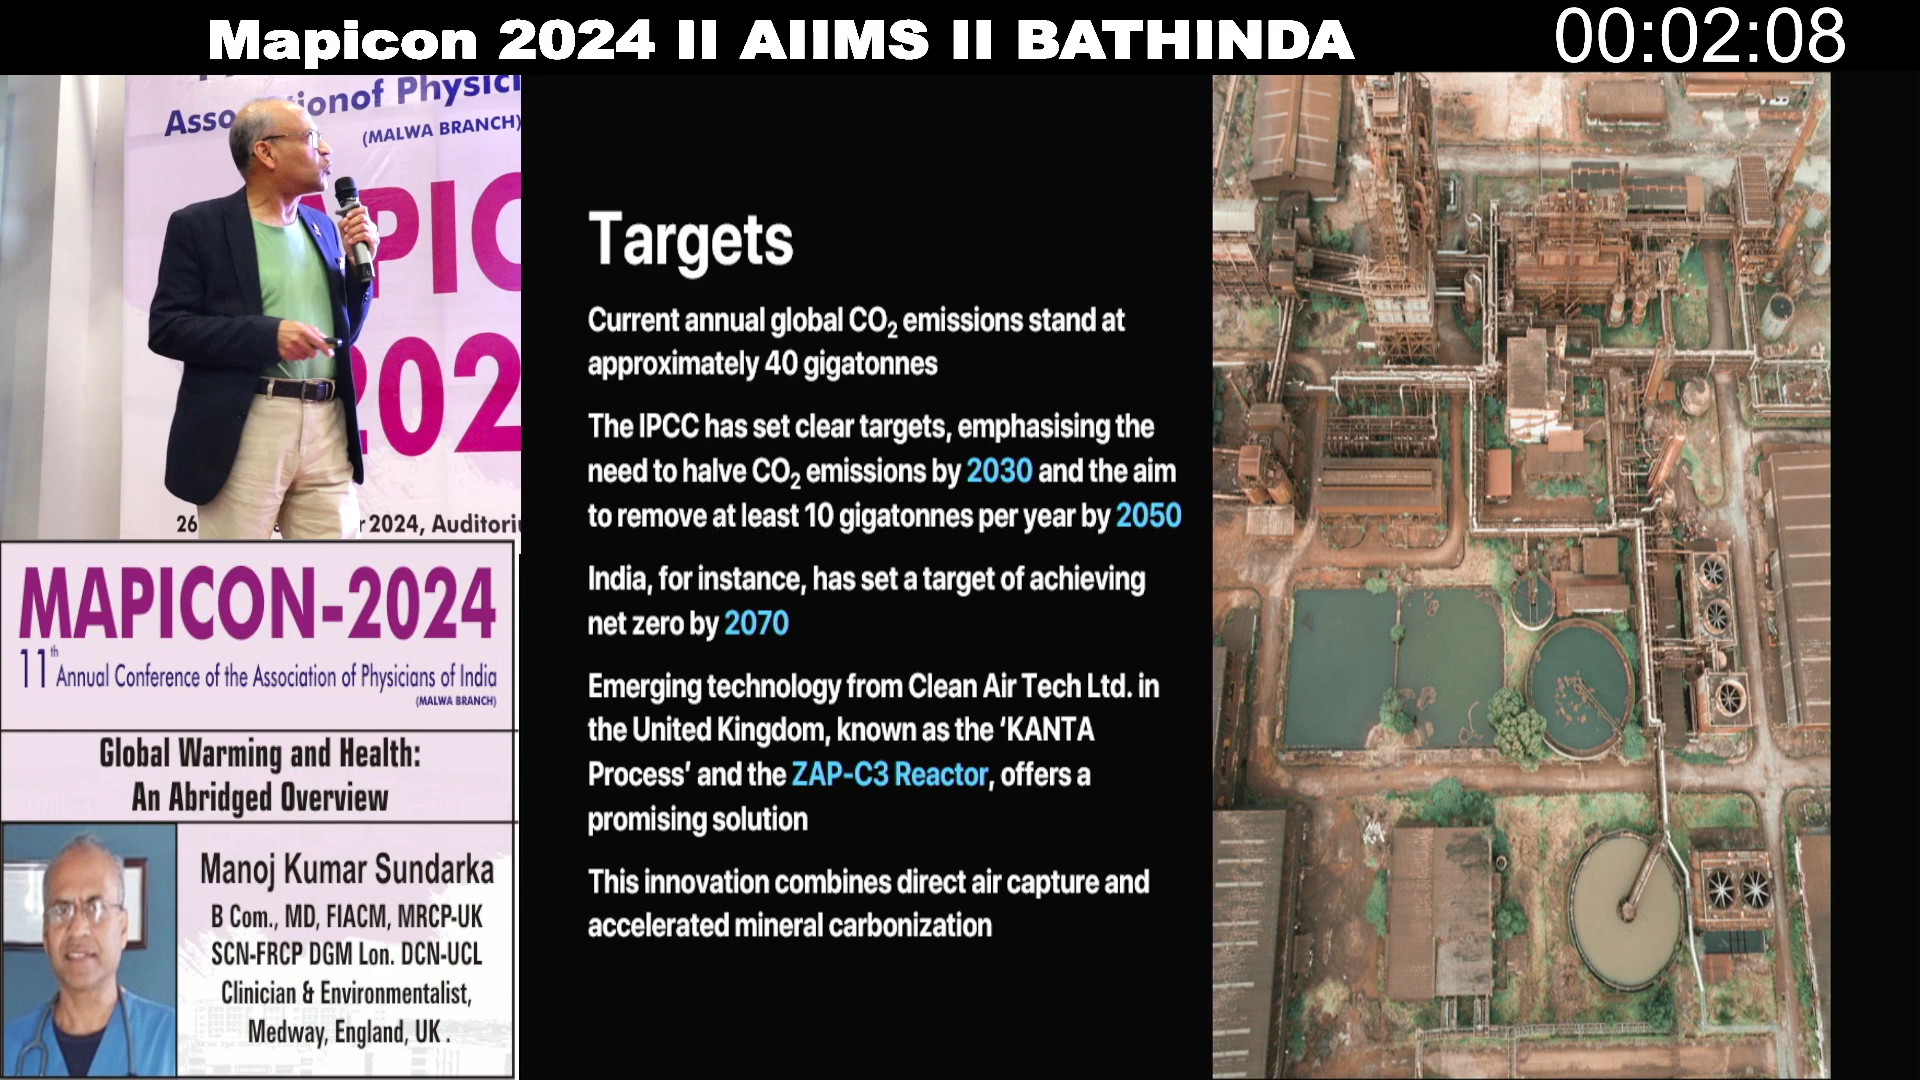 Mapicon 2024 II AIIMS II BATHINDA
00:02:08
Physici
(MALWA BRANCH)
202
26
2024, Auditoriu
MAPICON-2024
11th Annual Conference of the Association of Physicians of India
(MALWA BRANCH)
Global Warming and Health:
An Abridged Overview
Manoj Kumar Sundarka
B Com., MD, FIACM, MRCP-UK
SCN-FRCP DGM Lon. DCN-UCL
Clinician & Environmentalist,
Medway, England, UK .
Targets
Current annual global CO₂ emissions stand at
approximately 40 gigatonnes
The IPCC has set clear targets, emphasising the
need to halve CO₂ emissions by 2030 and the aim
to remove at least 10 gigatonnes per year by 2050
India, for instance, has set a target of achieving
net zero by 2070
Emerging technology from Clean Air Tech Ltd. in
the United Kingdom, known as the ‘KANTA
Process’ and the ZAP-C3 Reactor, offers a
promising solution
This innovation combines direct air capture and
accelerated mineral carbonization